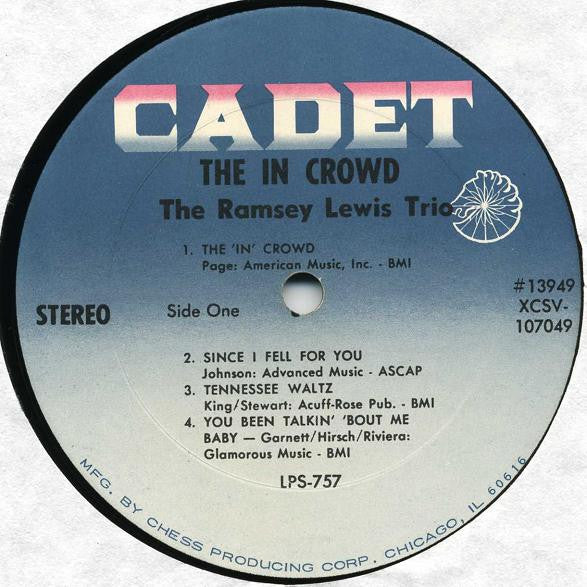 CADET
THE IN CROWD
The Ramsey Lewis Trio
1. THE 'IN' CROWD
Page: American Music, Inc. - BMI
#13949
XCSV-
107049
STEREO
Side One
2. SINCE I FELL FOR YOU
Johnson: Advanced Music - ASCAP
3. TENNESSEE WALTZ
King/Stewart: Acuff-Rose Pub. - BMI
4. YOU BEEN TALKIN' 'BOUT ME
BABY — Garnett/Hirsch/Riviera:
Glamorous Music - BMI
LPS-757
MFG. BY CHESS PRODUCING CORP. CHICAGO, IL 60616